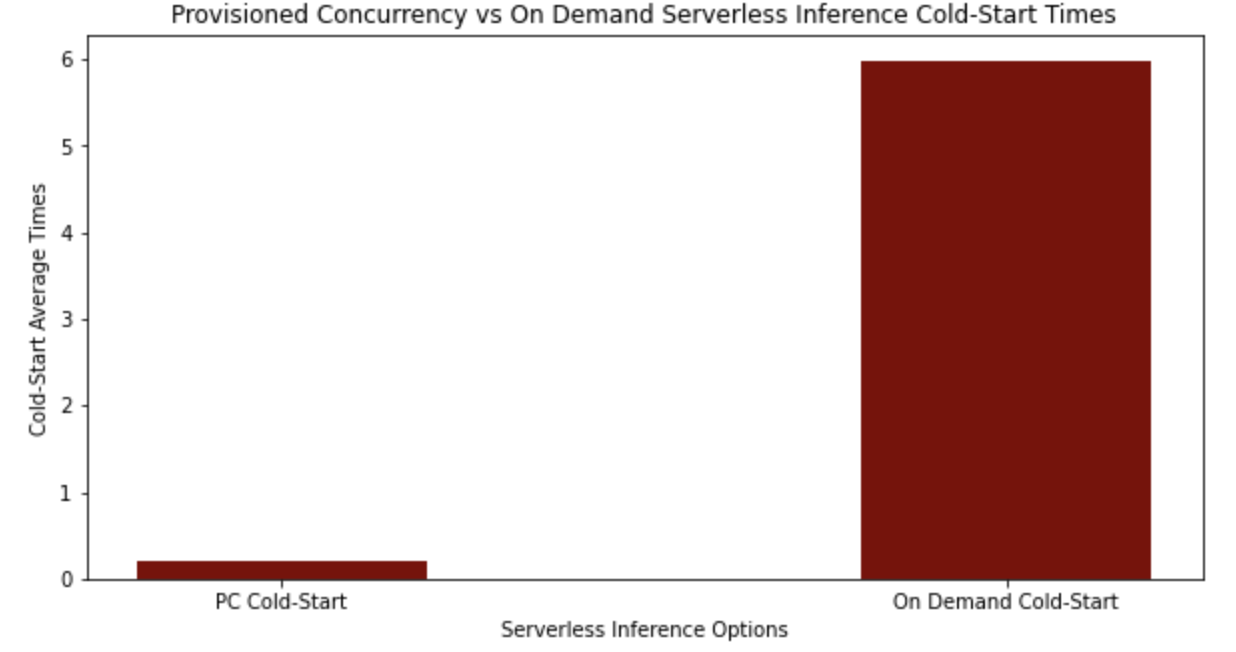 Provisioned Concurrency vs On Demand Serverless Inference Cold-Start Times
Cold-Start Average Times
6
5
4
3
2
1
0
PC Cold-Start
On Demand Cold-Start
Serverless Inference Options